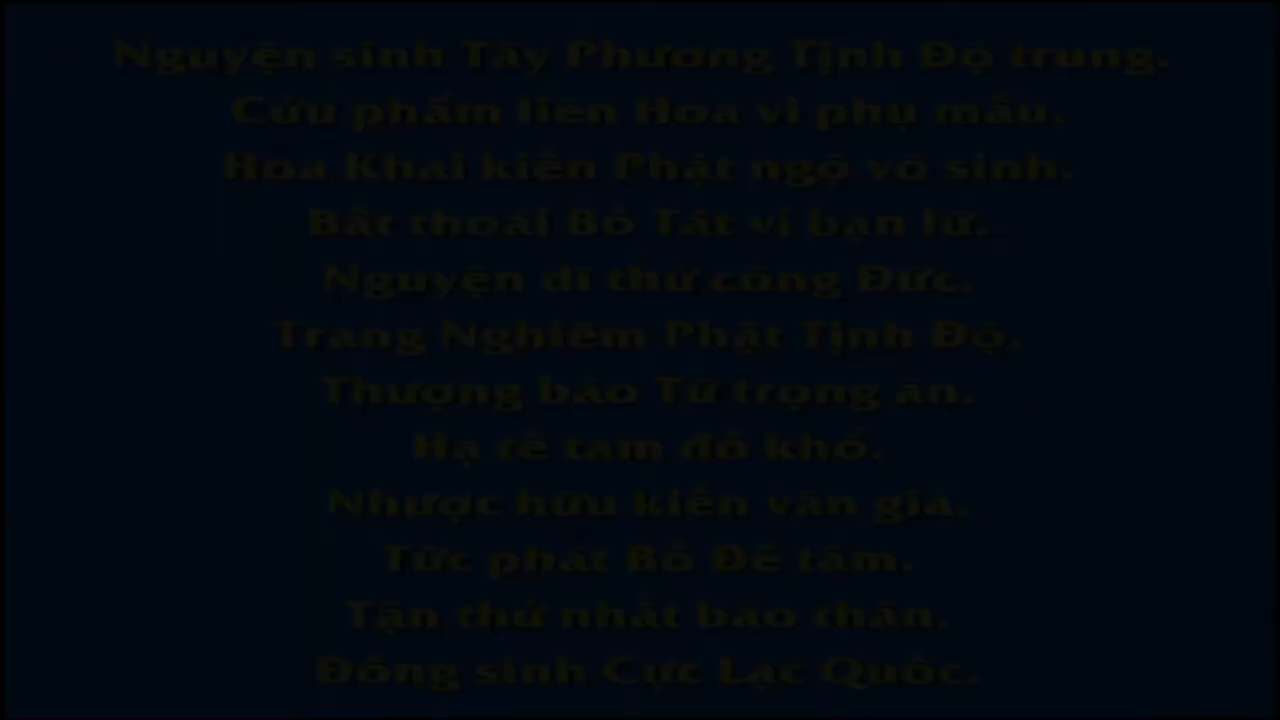 Nguyện sinh Tây Phương Tịnh Độ trung.
Cửu phẩm liên Hoa vi phụ mẫu.
Hoa Khai kiến Phật ngộ vô sinh.
Bất thoái Bồ Tát vi bạn lữ.
Nguyện dĩ thử công Đức.
Trang Nghiêm Phật Tịnh Độ.
Thượng báo Tứ trọng ân.
Hạ tế tam đồ khổ.
Nhược hữu kiến văn giả.
Tức phát Bồ Đề tâm.
Tận thử nhất báo thân.
Đồng sinh Cực Lạc Quốc.